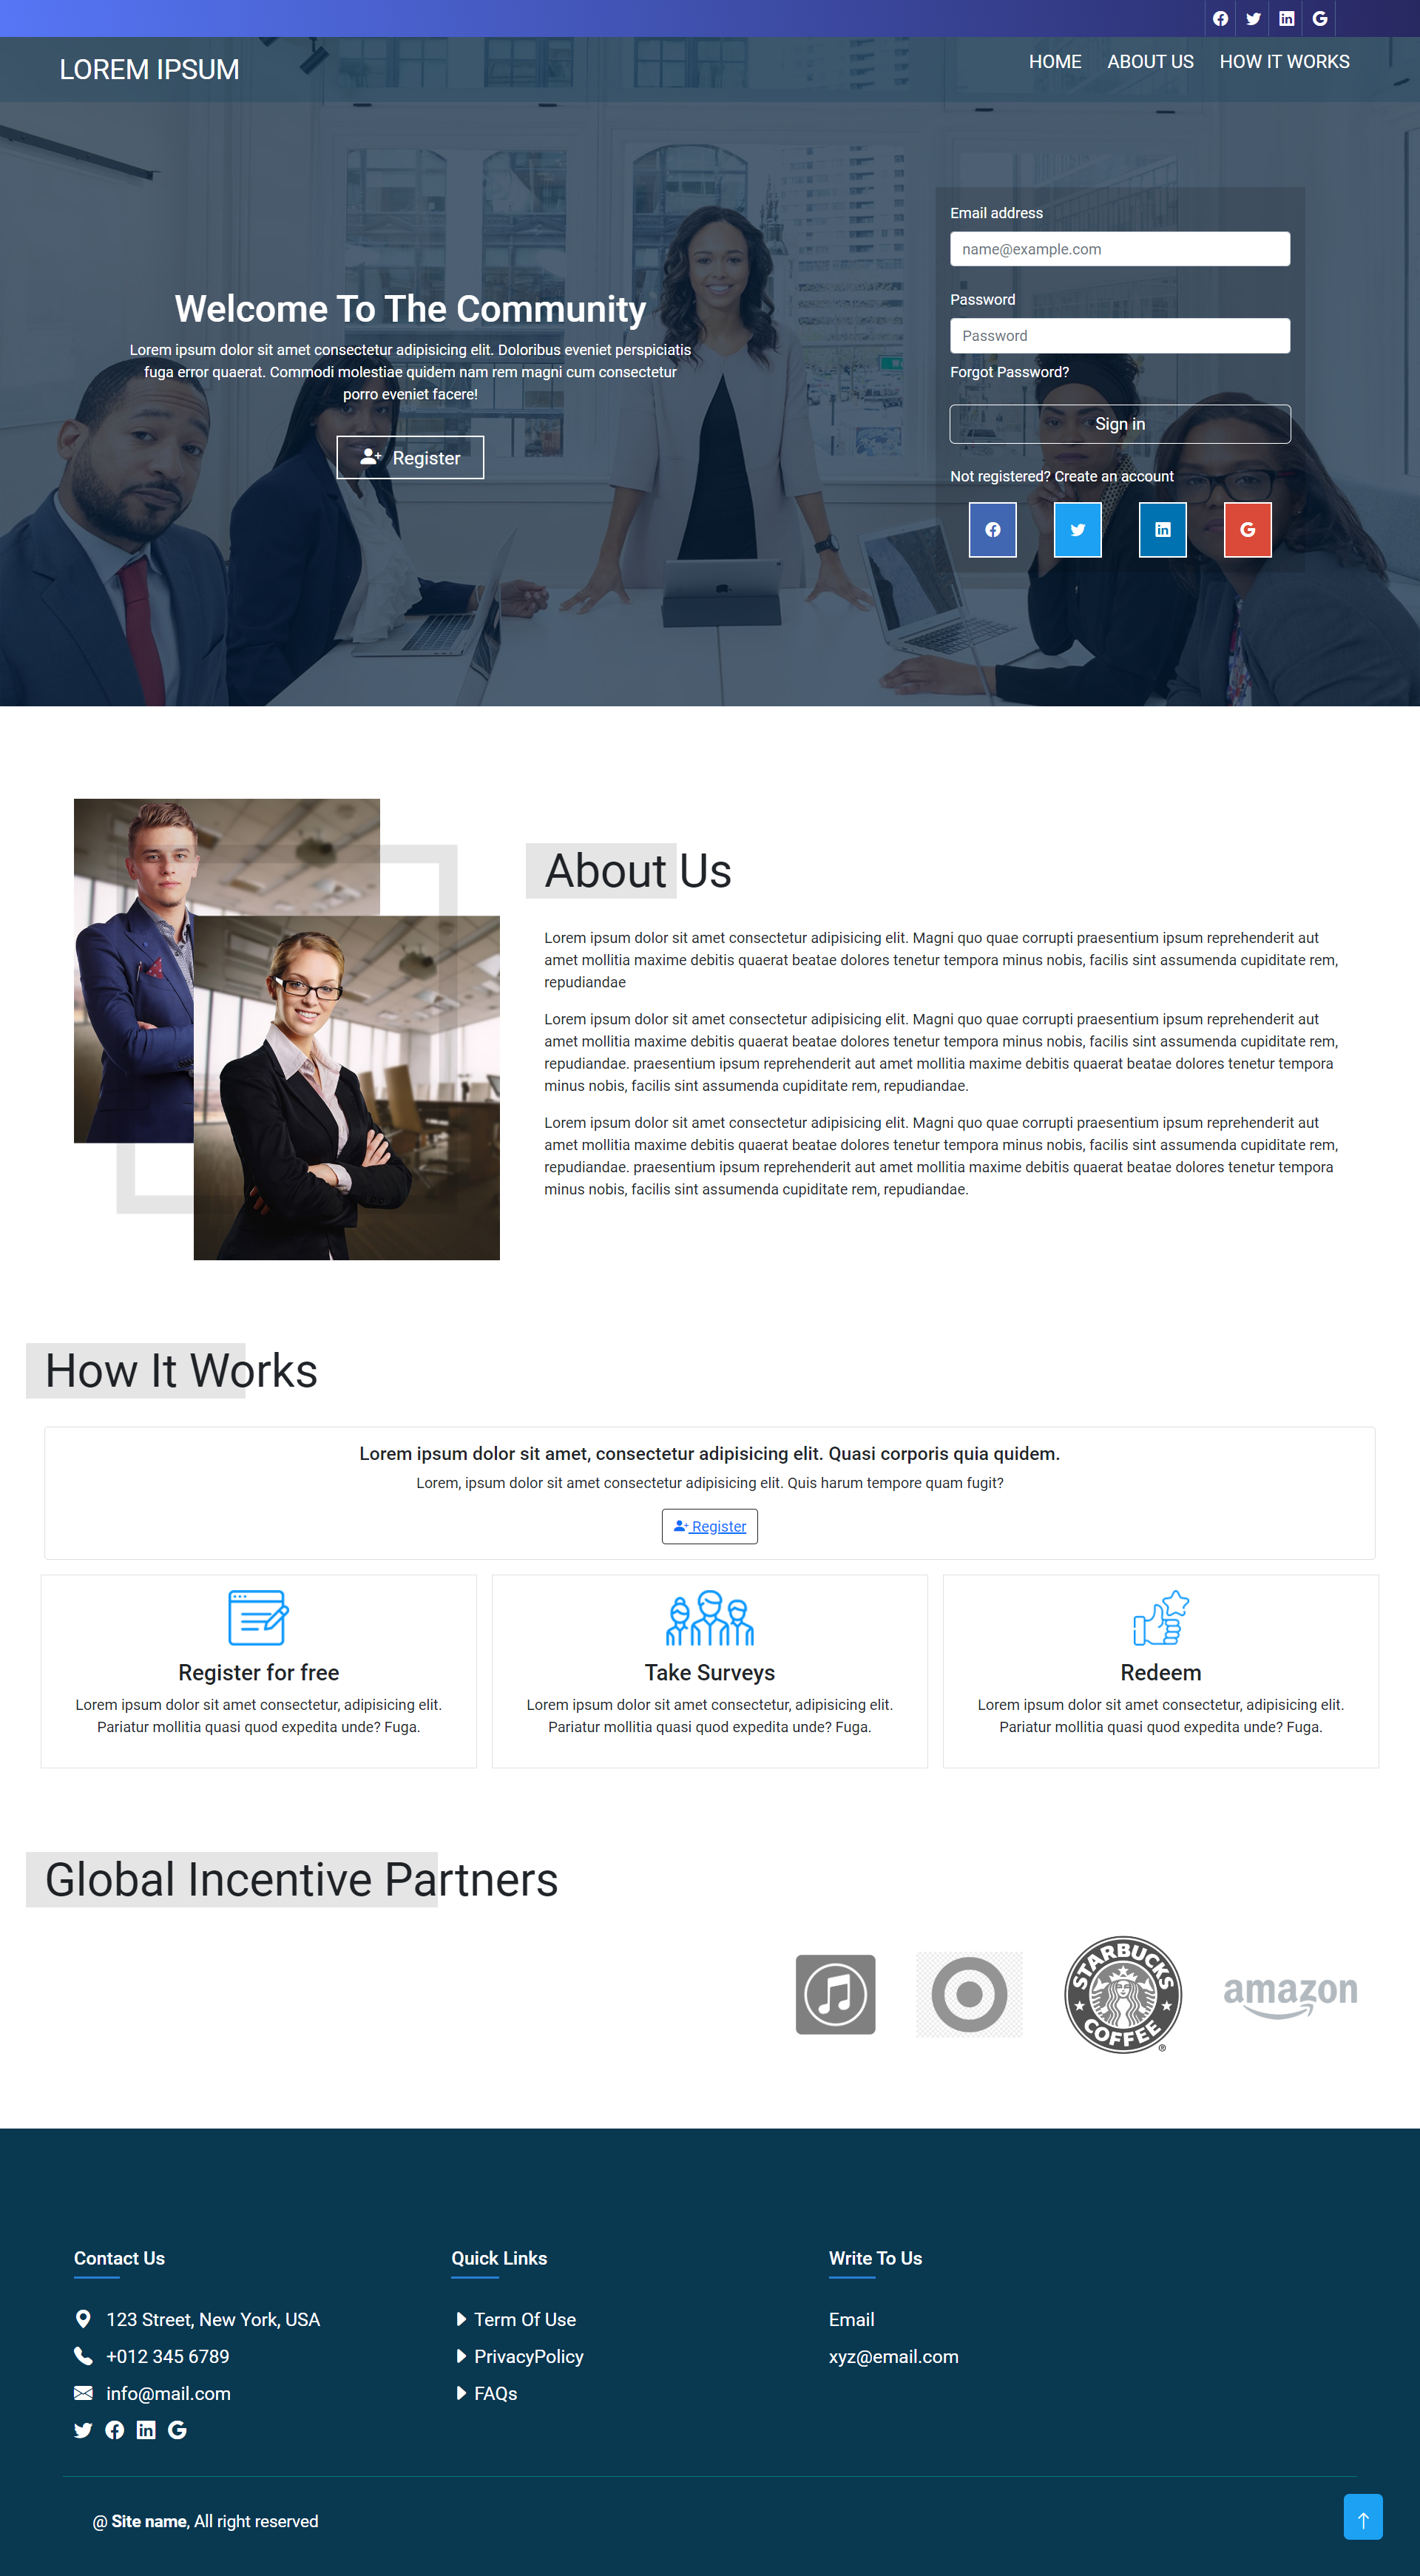 LOREM IPSUM
HOME ABOUT US HOW IT WORKS
Welcome To The Community
Lorem ipsum dolor sit amet consectetur adipisicing elit. Doloribus eveniet perspiciatis
fuga error quaerat. Commodi molestiae quidem nam rem magni cum consectetur
porro eveniet facere!
Register
Email address
name@example.com
Password
Password
Forgot Password?
Sign in
Not registered? Create an account
About Us
Lorem ipsum dolor sit amet consectetur adipisicing elit. Magni quo quae corrupti praesentium ipsum reprehenderit aut
amet mollitia maxime debitis quaerat beatae dolores tenetur tempora minus nobis, facilis sint assumenda cupiditate rem,
repudiandae
Lorem ipsum dolor sit amet consectetur adipisicing elit. Magni quo quae corrupti praesentium ipsum reprehenderit aut
amet mollitia maxime debitis quaerat beatae dolores tenetur tempora minus nobis, facilis sint assumenda cupiditate rem,
repudiandae. praesentium ipsum reprehenderit aut amet mollitia maxime debitis quaerat beatae dolores tenetur tempora
minus nobis, facilis sint assumenda cupiditate rem, repudiandae.
Lorem ipsum dolor sit amet consectetur adipisicing elit. Magni quo quae corrupti praesentium ipsum reprehenderit aut
amet mollitia maxime debitis quaerat beatae dolores tenetur tempora minus nobis, facilis sint assumenda cupiditate rem,
repudiandae. praesentium ipsum reprehenderit aut amet mollitia maxime debitis quaerat beatae dolores tenetur tempora
minus nobis, facilis sint assumenda cupiditate rem, repudiandae.
How It Works
Lorem ipsum dolor sit amet, consectetur adipisicing elit. Quasi corporis quia quidem.
Lorem, ipsum dolor sit amet consectetur adipisicing elit. Quis harum tempore quam fugit?
Register
Register for free
Lorem ipsum dolor sit amet consectetur, adipisicing elit.
Pariatur mollitia quasi quod expedita unde? Fuga.
Take Surveys
Lorem ipsum dolor sit amet consectetur, adipisicing elit.
Pariatur mollitia quasi quod expedita unde? Fuga.
Redeem
Lorem ipsum dolor sit amet consectetur, adipisicing elit.
Pariatur mollitia quasi quod expedita unde? Fuga.
Global Incentive Partners
STARBUCKS
COFFEE
®
amazon
Contact Us
123 Street, New York, USA
+012 345 6789
info@mail.com
Quick Links
Term Of Use
PrivacyPolicy
FAQs
Write To Us
Email
xyz@email.com
@ Site name, All right reserved